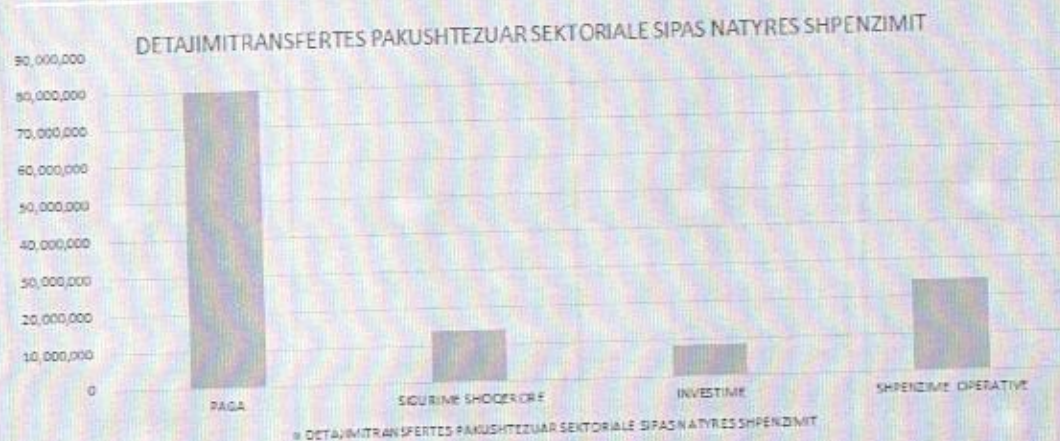 DETAJIMITRANSFERTES PAKUSHTEZUAR SEKTORIALE SIPAS NATYRES SHPENZIMIT
90,000,000
80,000,000
70,000,000
60,000,000
50,000,000
40,000,000
30,000,000
20,000,000
10,000,000
0
PAGA
SIGURIME SHOQERORE
INVESTIME
SHPENZIME OPERATIVE
DETAJIMITRANSFERTES PAKUSHTEZUAR SEKTORIALE SIPAS NATYRES SHPENZIMIT